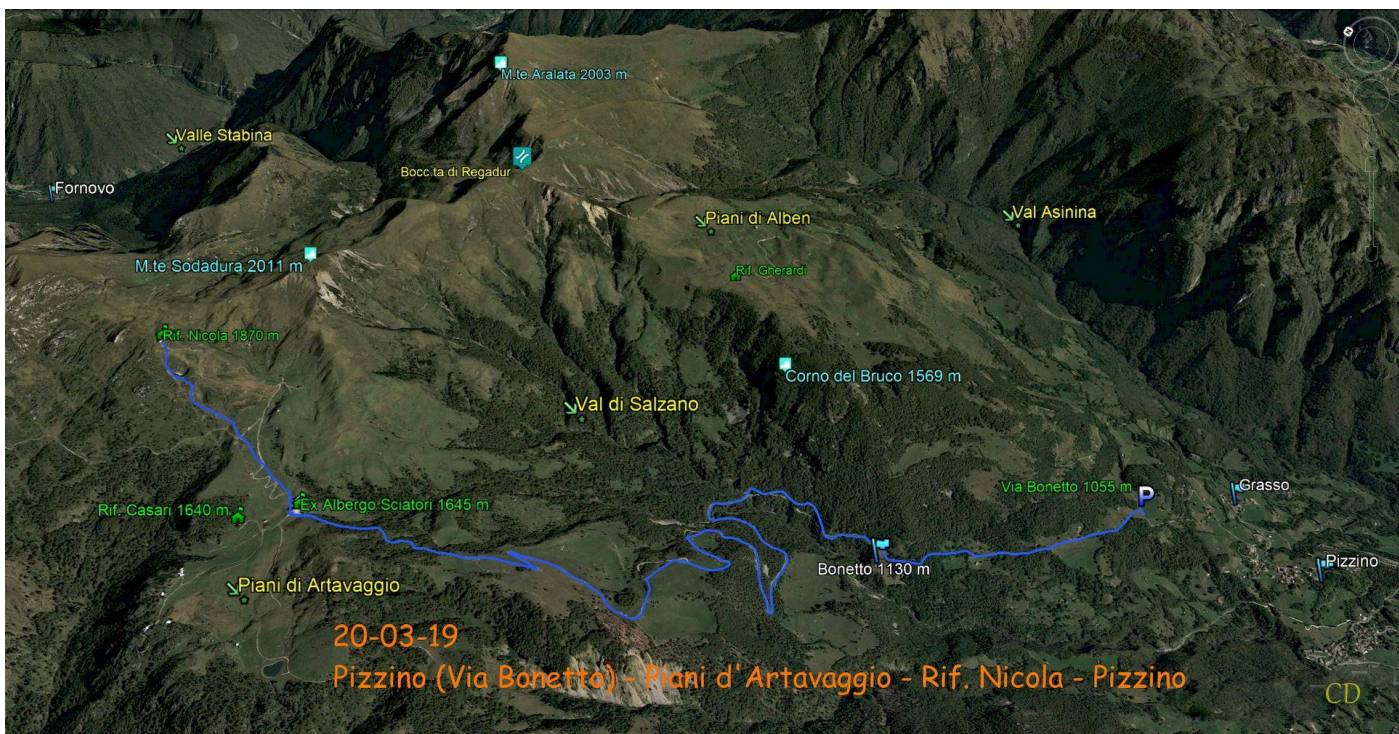 M.te Aralata 2003 m
Valle Stabina
Bocc.ta di Regadur
Fornovo
Piani di Alben
Val Asinina
M.te Sodadura 2011 m
Rif. Gherardi
Rif. Nicola 1870 m
Corno del Bruco 1569 m
Val di Salzano
Via Bonetto 1055 m
P
Grasso
Ex Albergo Sciatori 1645 m
Rif. Casari 1640 m
Bonetto 1130 m
Pizzino
Piani di Artavaggio
20-03-19
Pizzino (Via Bonetto) - Piani d'Artavaggio - Rif. Nicola - Pizzino
CD